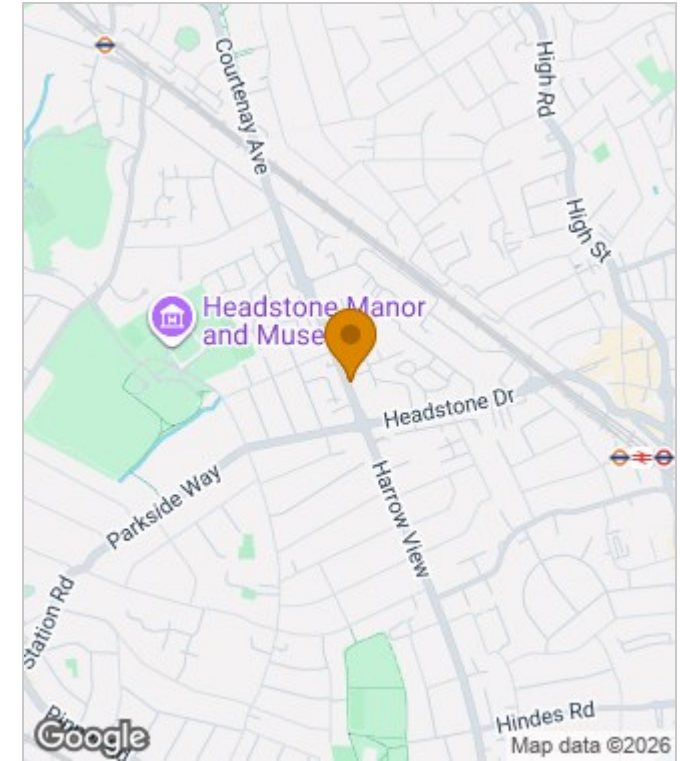 Courtenay Ave
High Rd
High St
Headstone Manor
and Muse
Headstone Dr
Parkside Way
Harrow View
Station Rd
Hindes Rd
Google
Map data ©2026